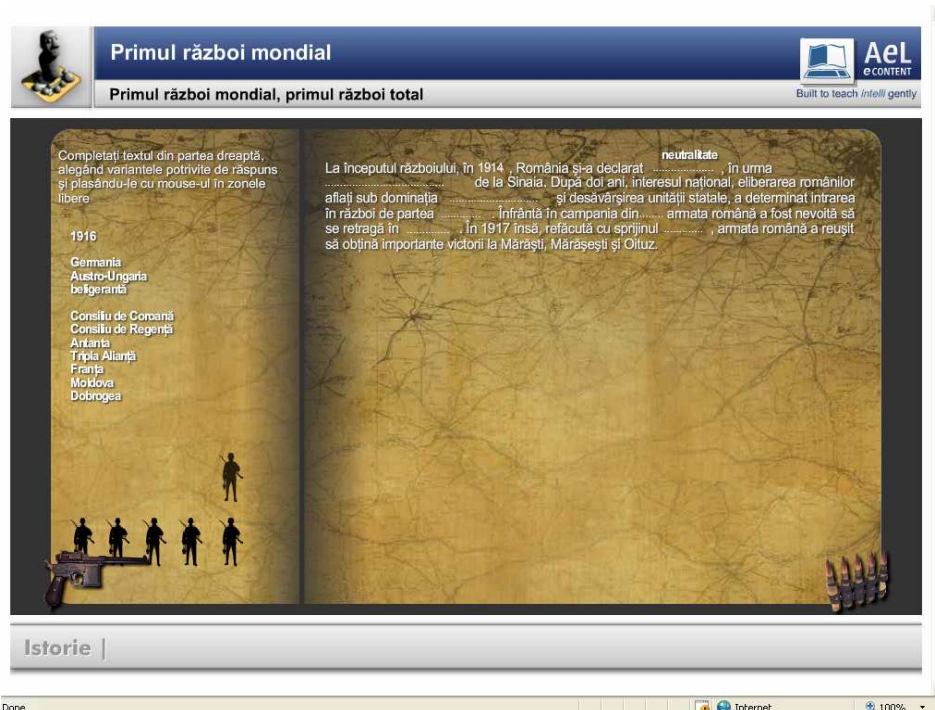 Primul război mondial
AeL
eCONTENT
Primul război mondial, primul război total
Built to teach intelli gently
Completați textul din partea dreaptă,
alegând variantele potrivite de răspuns
și plasându-le cu mouse-ul în zonele
libere
1916
Germania
Austro-Ungaria
beligerantă
Consiliu de Coroană
Consiliu de Regență
Antanta
Tripla Alianță
Franța
Moldova
Dobrogea
neutralitate
La începutul războiului, în 1914 , România și-a declarat .................... , în urma
.................................... de la Sinaia. După doi ani, interesul național, eliberarea românilor
aflați sub dominația ........................... și desăvârșirea unității statale, a determinat intrarea
în război de partea ............ . Înfrântă în campania din....... armata română a fost nevoită să
se retragă în ............. . În 1917 însă, refăcută cu sprijinul ............ , armata română a reușit
să obțină importante victorii la Mărăști, Mărășești și Oituz.
Istorie |
Done
Internet
100%